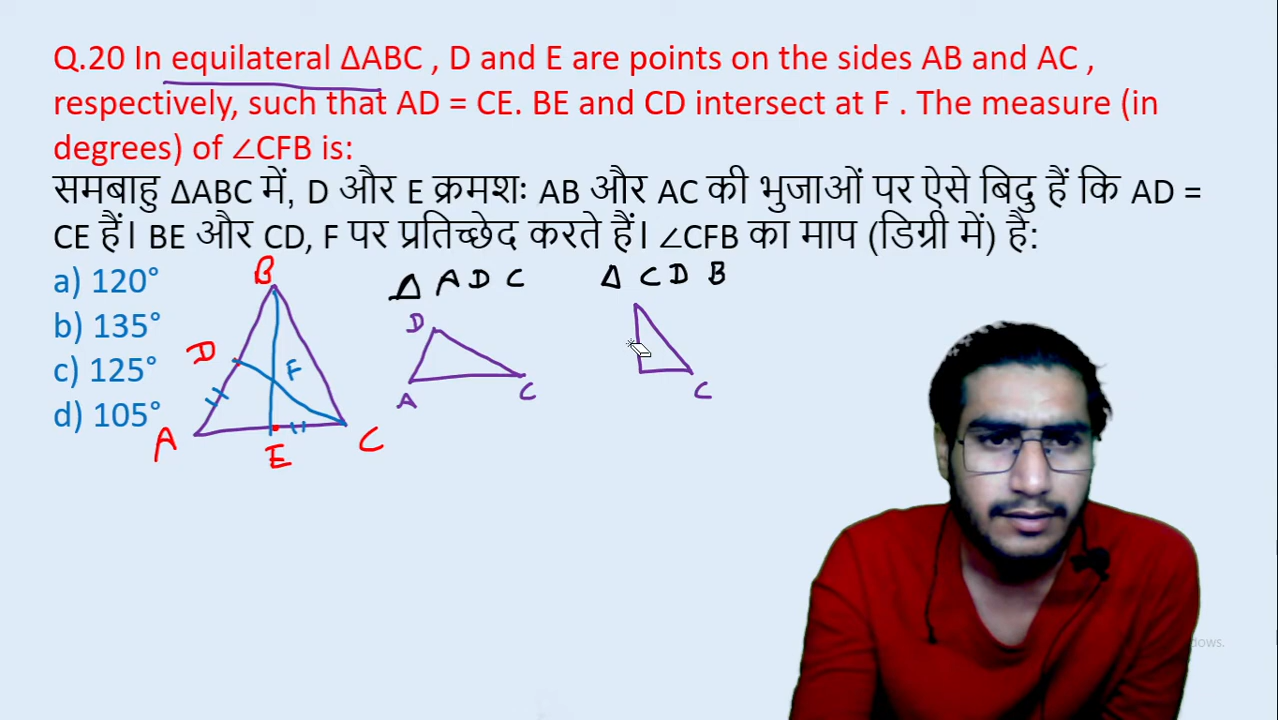 Q.20 In equilateral ΔABC , D and E are points on the sides AB and AC ,
respectively, such that AD = CE. BE and CD intersect at F . The measure (in
degrees) of ∠CFB is:
समबाहु ΔABC में, D और E क्रमशः AB और AC की भुजाओं पर ऐसे बिदु हैं कि AD =
CE हैं। BE और CD, F पर प्रतिच्छेद करते हैं। ∠CFB का माप (डिग्री में) है:
a) 120°
b) 135°
c) 125°
d) 105°
B
D
F
A
E
C
Δ A D C
D
A
C
Δ C D B
C
dows.